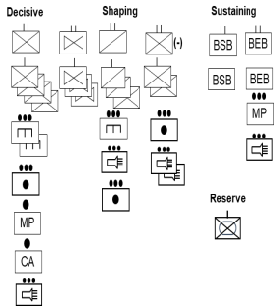 Decisive Shaping Sustaining
(-) BSB BEB
BSB BEB
MP
Reserve
MP
CA